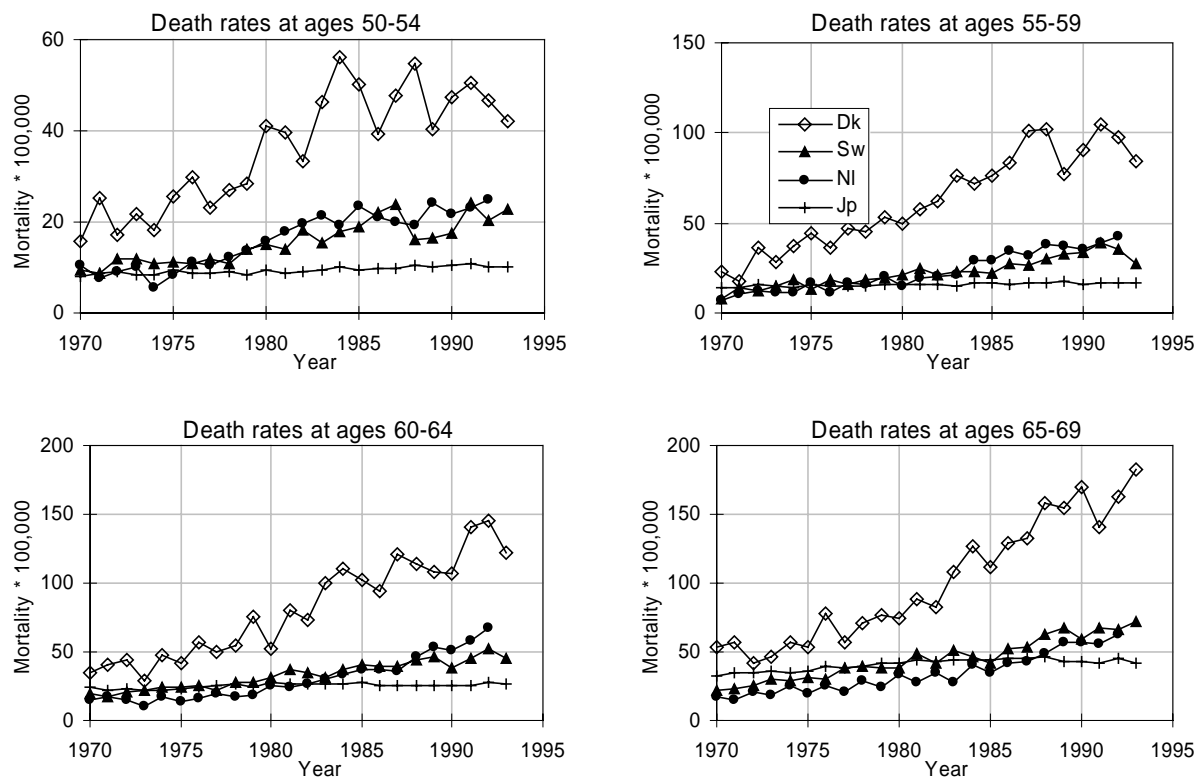 Death rates at ages 50-54
60
40
20
0
Mortality * 100,000
1970 1975 1980 1985 1990 1995
Year
Death rates at ages 55-59
150
100
50
0
Mortality * 100,000
Dk
Sw
Nl
Jp
1970 1975 1980 1985 1990 1995
Year
Death rates at ages 60-64
200
150
100
50
0
Mortality * 100,000
1970 1975 1980 1985 1990 1995
Year
Death rates at ages 65-69
200
150
100
50
0
Mortality * 100,000
1970 1975 1980 1985 1990 1995
Year